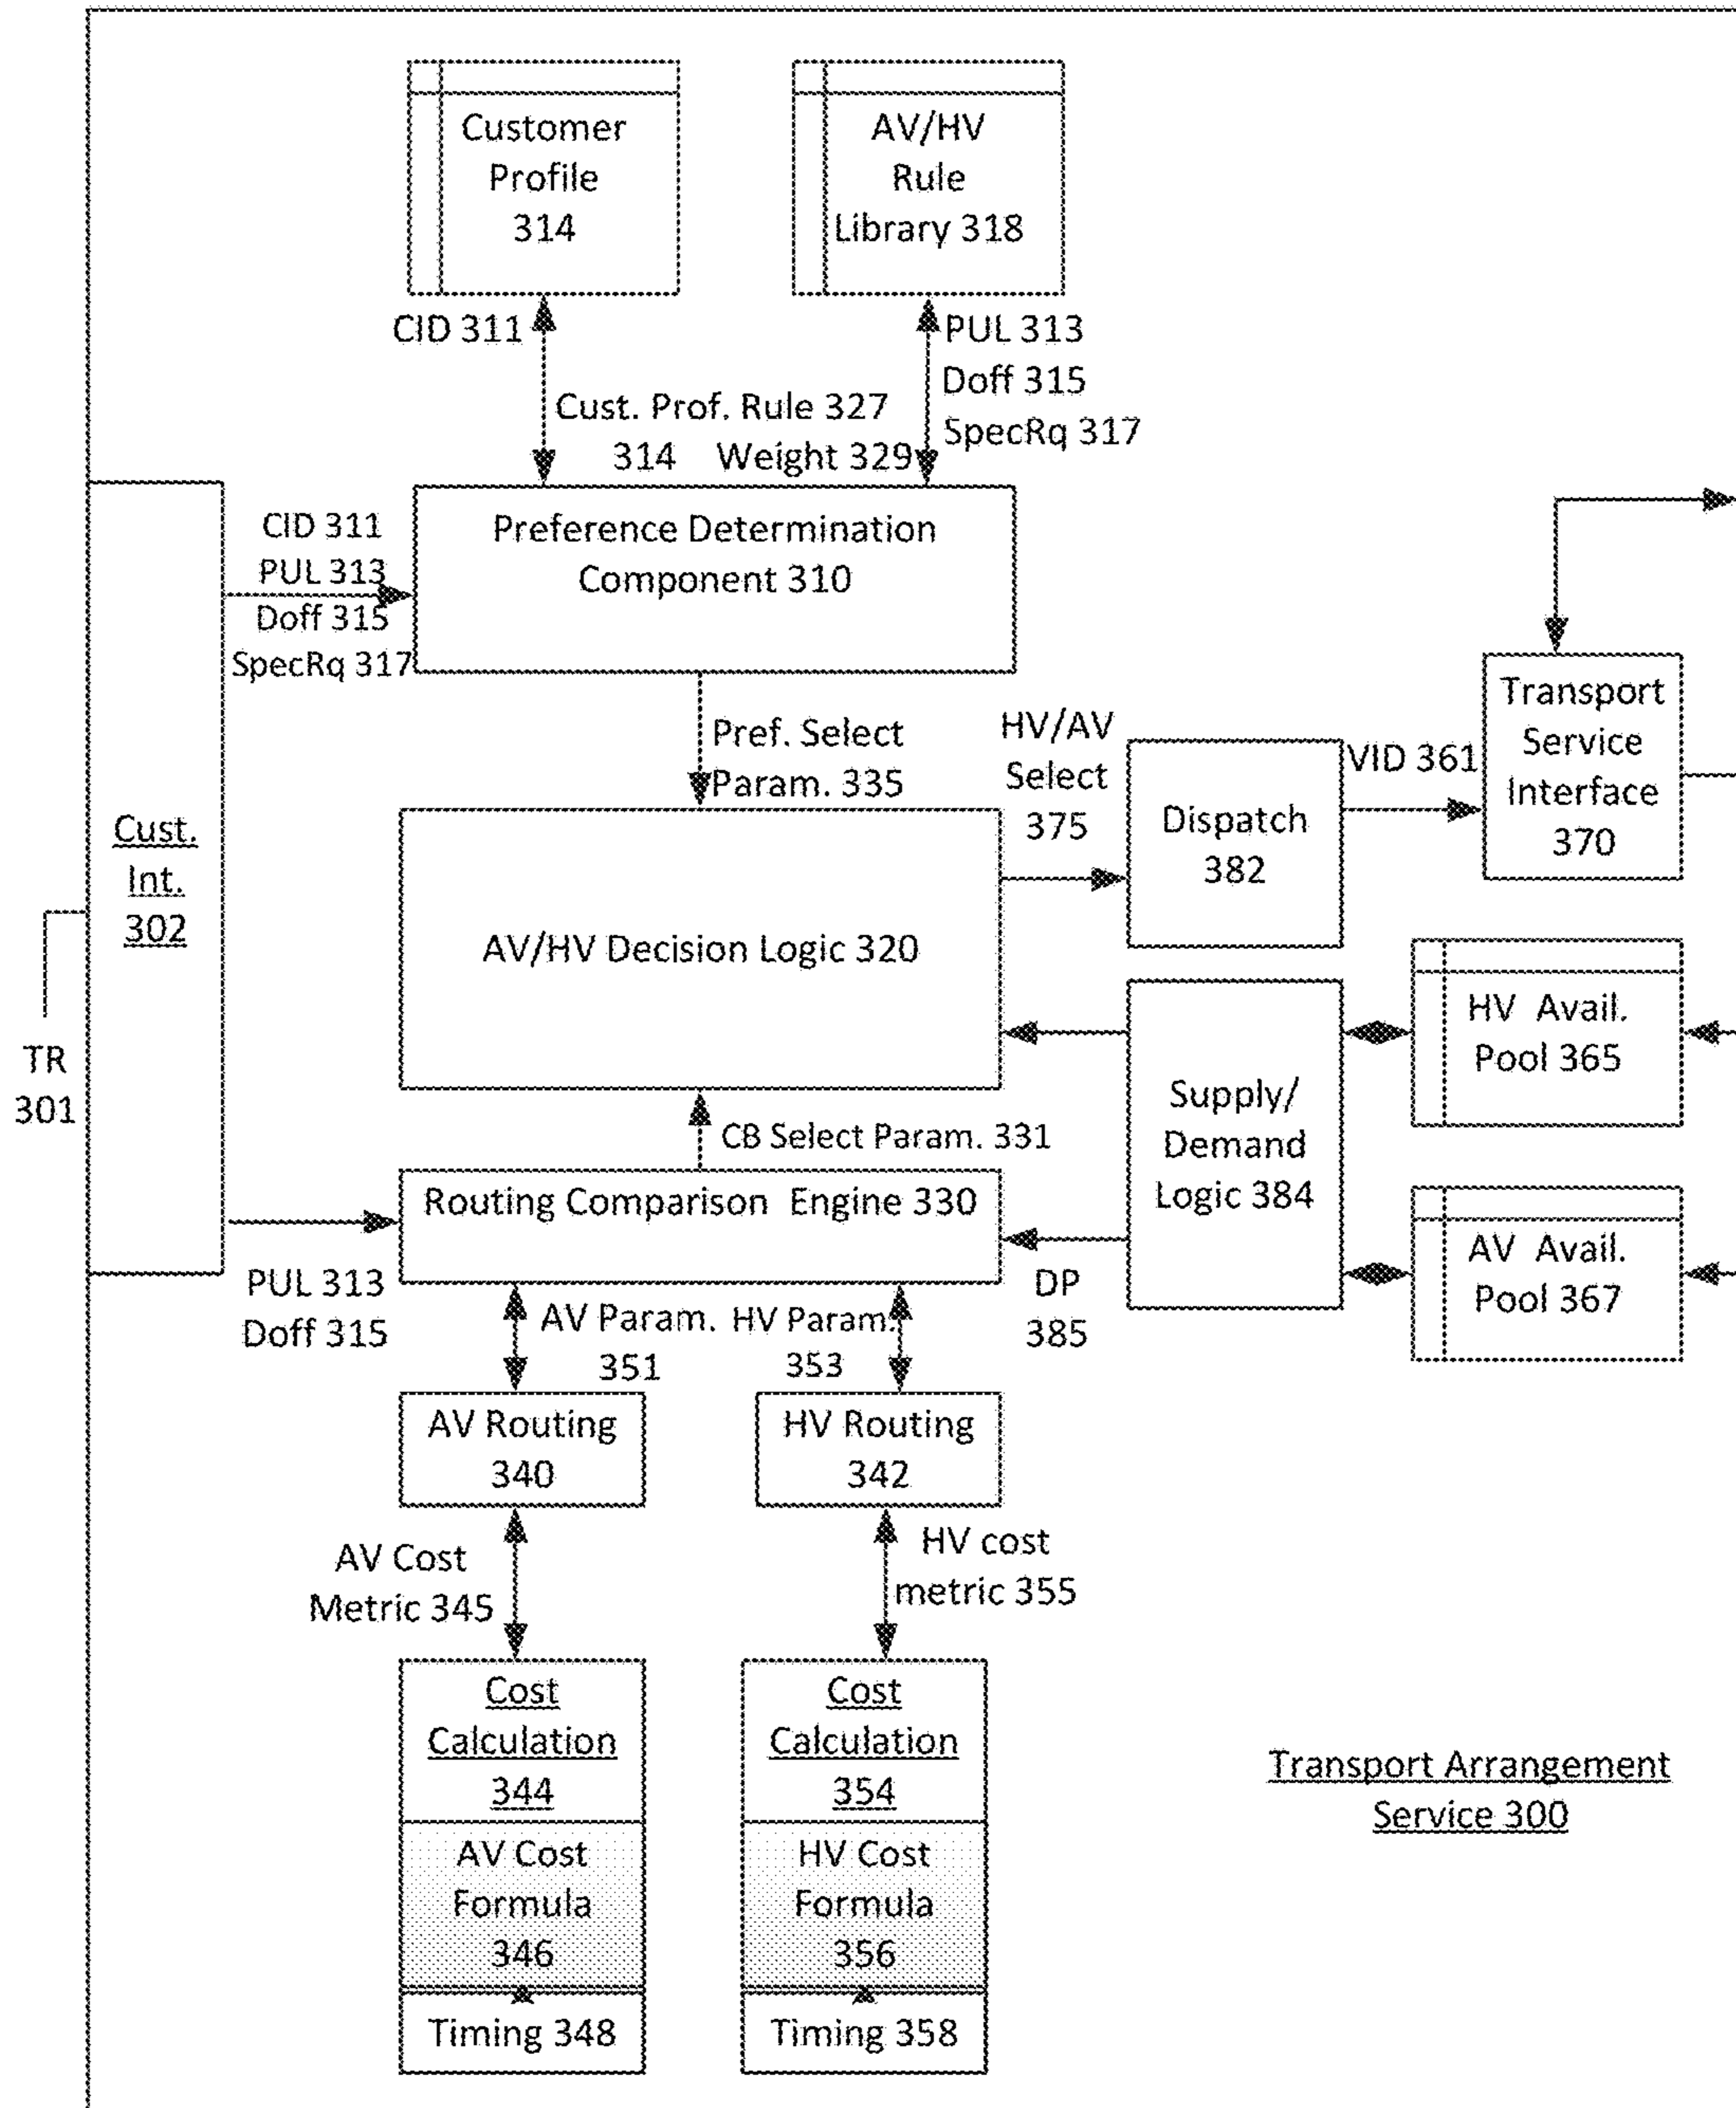 Customer
Profile
314
AV/HV
Rule
Library 318
CID 311
PUL 313
Doff 315
SpecRq 317
Cust. Prof. Rule 327
314 Weight 329
CID 311
PUL 313
Doff 315
SpecRq 317
Preference Determination
Component 310
Pref. Select
Param. 335
HV/AV
Select
375
Dispatch
382
VID 361
Transport
Service
Interface
370
Cust.
Int.
302
TR
301
AV/HV Decision Logic 320
Supply/
Demand
Logic 384
HV Avail.
Pool 365
AV Avail.
Pool 367
CB Select Param. 331
Routing Comparison Engine 330
PUL 313
Doff 315
DP
385
AV Param.
351
HV Param.
353
AV Routing
340
HV Routing
342
AV Cost
Metric 345
HV cost
metric 355
Cost
Calculation
344
AV Cost
Formula
346
Timing 348
Cost
Calculation
354
HV Cost
Formula
356
Timing 358
Transport Arrangement
Service 300